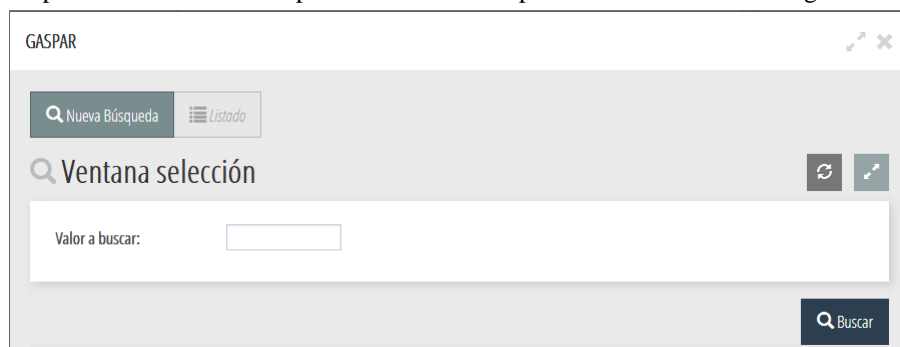 GASPAR
Nueva Búsqueda
Listado
Ventana selección
Valor a buscar:
Buscar